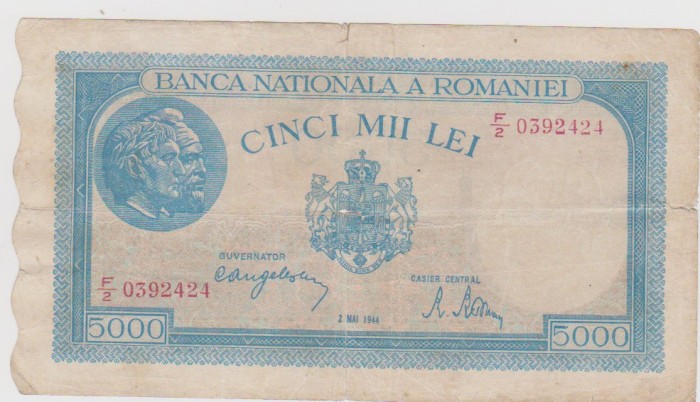 BANCA NATIONALA A ROMANIEI
CINCI MII LEI
F/2 0392424
GUVERNATOR
CASIER CENTRAL
F/2 0392424
2 MAI 1944
5000
5000